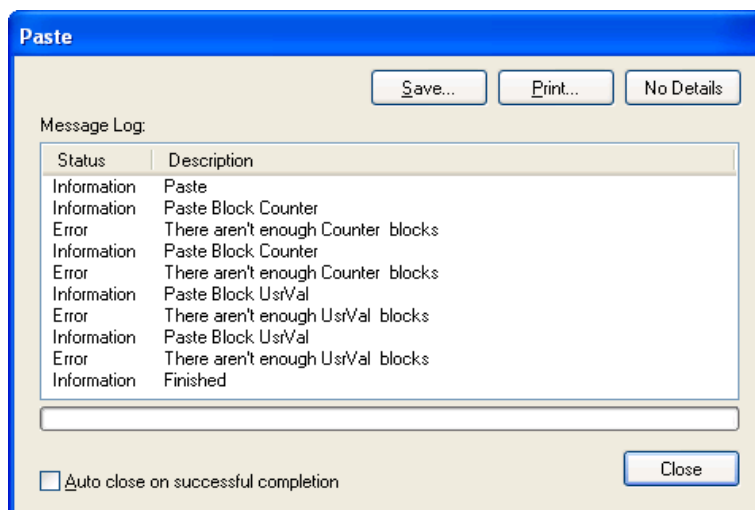 Paste
Save... Print... No Details
Message Log:
Status Description
Information Paste
Information Paste Block Counter
Error There aren't enough Counter blocks
Information Paste Block Counter
Error There aren't enough Counter blocks
Information Paste Block UsrVal
Error There aren't enough UsrVal blocks
Information Paste Block UsrVal
Error There aren't enough UsrVal blocks
Information Finished
Close
Auto close on successful completion